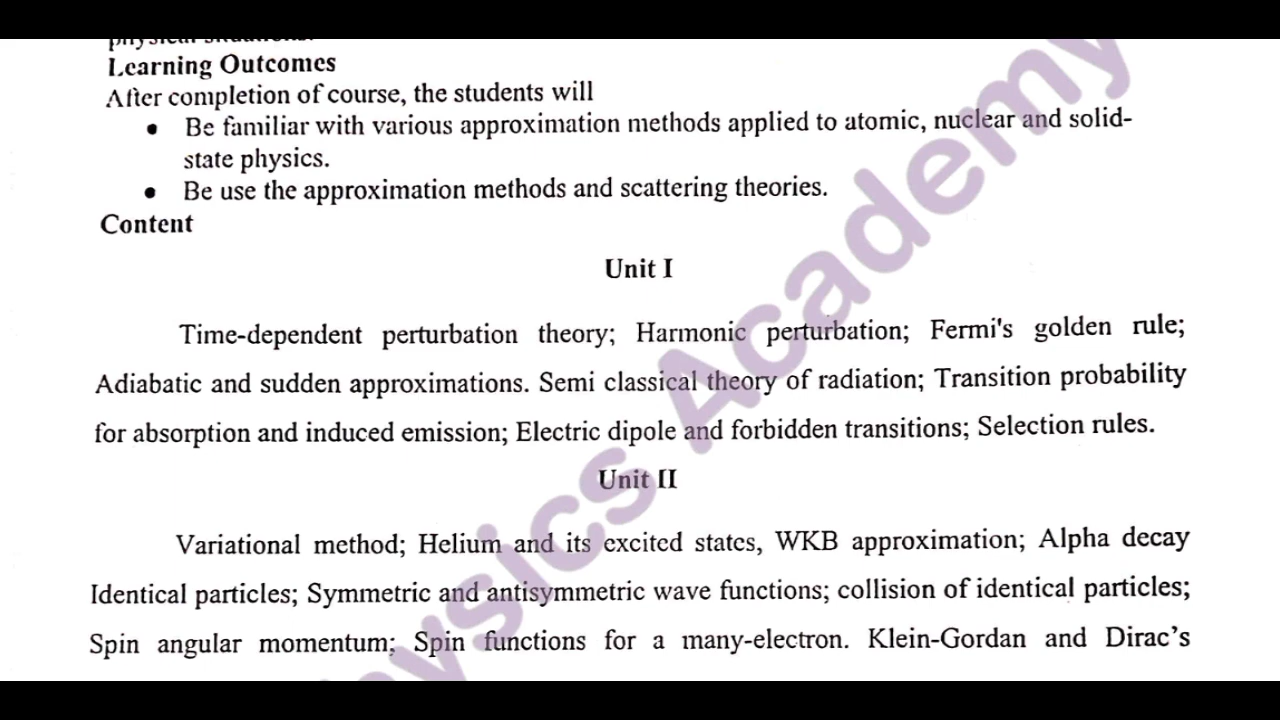 physical situations.
Learning Outcomes
After completion of course, the students will
• Be familiar with various approximation methods applied to atomic, nuclear and solid-
state physics.
• Be use the approximation methods and scattering theories.
Content
Unit I
Time-dependent perturbation theory; Harmonic perturbation; Fermi's golden rule;
Adiabatic and sudden approximations. Semi classical theory of radiation; Transition probability
for absorption and induced emission; Electric dipole and forbidden transitions; Selection rules.
Unit II
Variational method; Helium and its excited states, WKB approximation; Alpha decay
Identical particles; Symmetric and antisymmetric wave functions; collision of identical particles;
Spin angular momentum; Spin functions for a many-electron. Klein-Gordan and Dirac's
hysics Academy